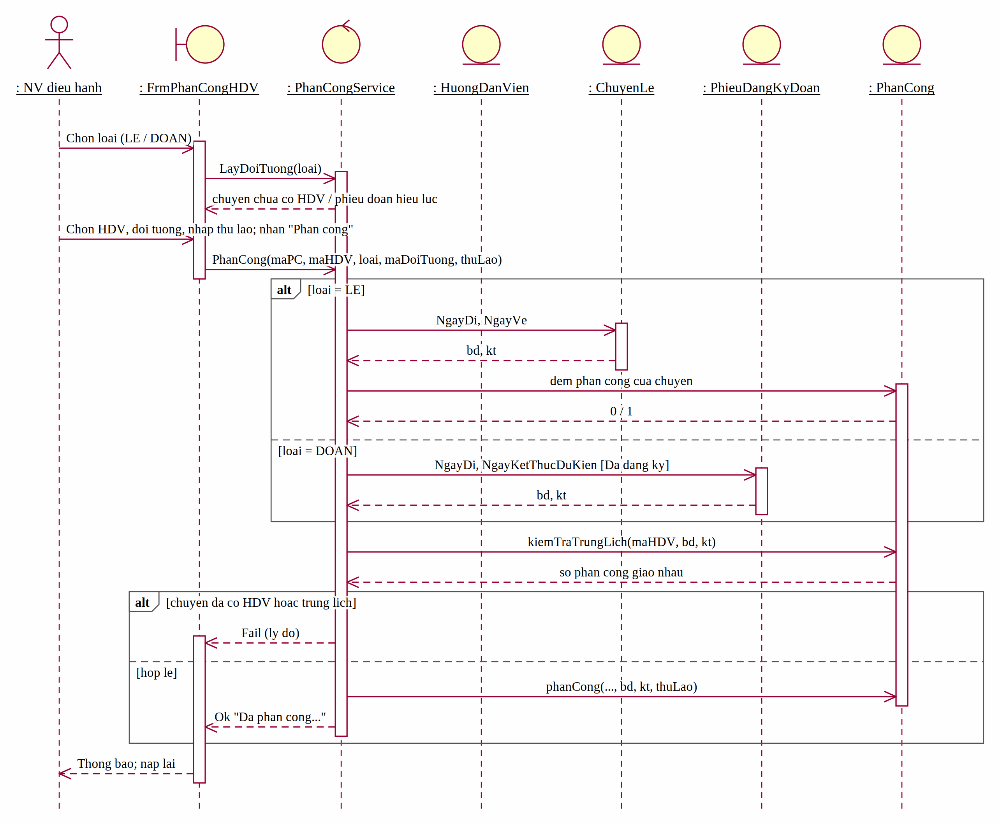 : NV dieu hanh
: FrmPhanCongHDV
: PhanCongService
: HuongDanVien
: ChuyenLe
: PhieuDangKyDoan
: PhanCong
Chon loai (LE / DOAN)
LayDoiTuong(loai)
chuyen chua co HDV / phieu doan hieu luc
Chon HDV, doi tuong, nhap thu lao; nhan "Phan cong"
PhanCong(maPC, maHDV, loai, maDoiTuong, thuLao)
alt [loai = LE]
NgayDi, NgayVe
bd, kt
dem phan cong cua chuyen
0 / 1
[loai = DOAN]
NgayDi, NgayKetThucDuKien [Da dang ky]
bd, kt
kiemTraTrungLich(maHDV, bd, kt)
so phan cong giao nhau
alt [chuyen da co HDV hoac trung lich]
Fail (ly do)
[hop le]
phanCong(..., bd, kt, thuLao)
Ok "Da phan cong..."
Thong bao; nap lai